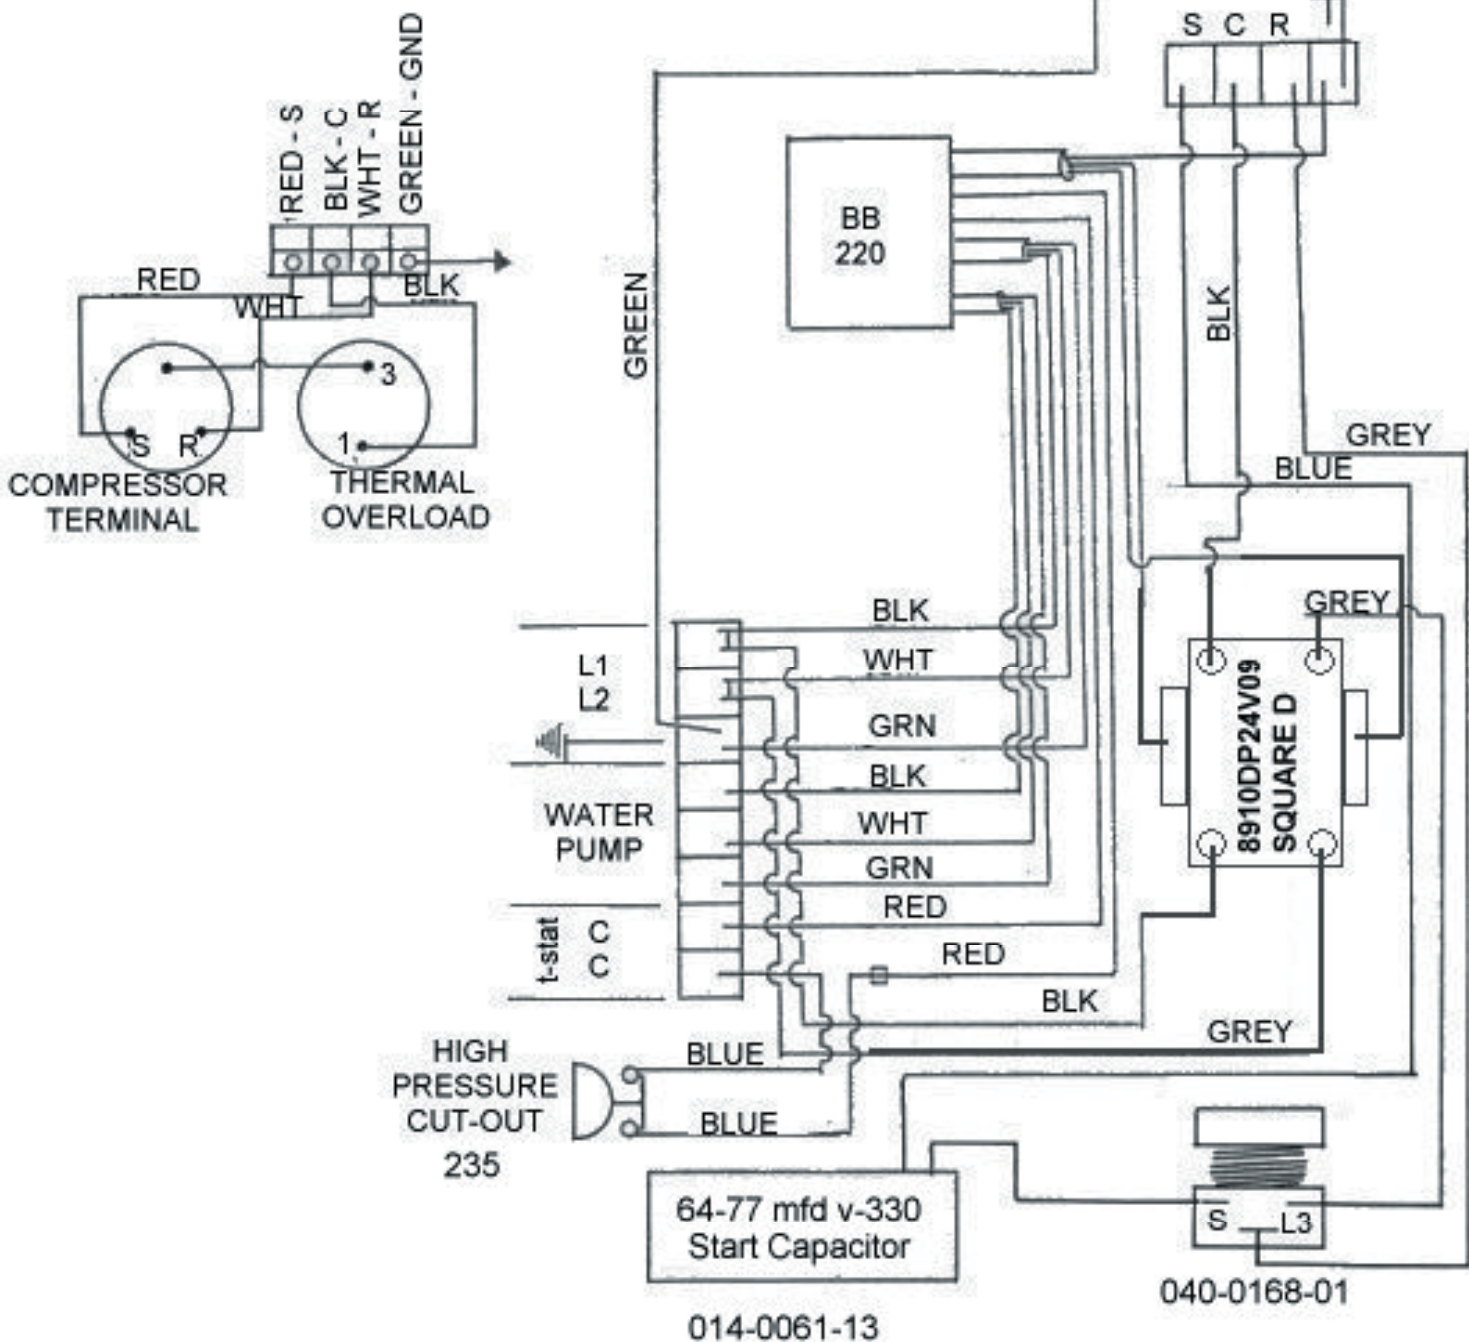 S C R
RED - S
BLK - C
WHT - R
GREEN - GND
RED
WHT
BLK
3
S R
1
COMPRESSOR
TERMINAL
THERMAL
OVERLOAD
GREEN
BB
220
BLK
GREY
BLUE
GREY
8910DP24V09
SQUARE D
BLK
L1
L2
WHT
GRN
BLK
WATER
PUMP
WHT
GRN
RED
t-stat
C
C
RED
BLK
GREY
HIGH
PRESSURE
CUT-OUT
235
BLUE
BLUE
64-77 mfd v-330
Start Capacitor
014-0061-13
S L3
040-0168-01